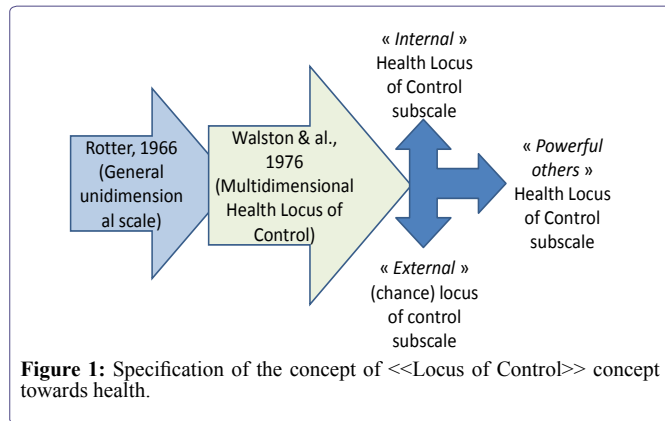 Rotter, 1966
(General
unidimension
al scale)
Walston & al.,
1976
(Multidimensional
Health Locus of
Control)
« Internal »
Health Locus
of Control
subscale
« Powerful
others »
Health Locus
of Control
subscale
« External »
(chance) locus
of control
subscale
Figure 1: Specification of the concept of <<Locus of Control>> concept
towards health.